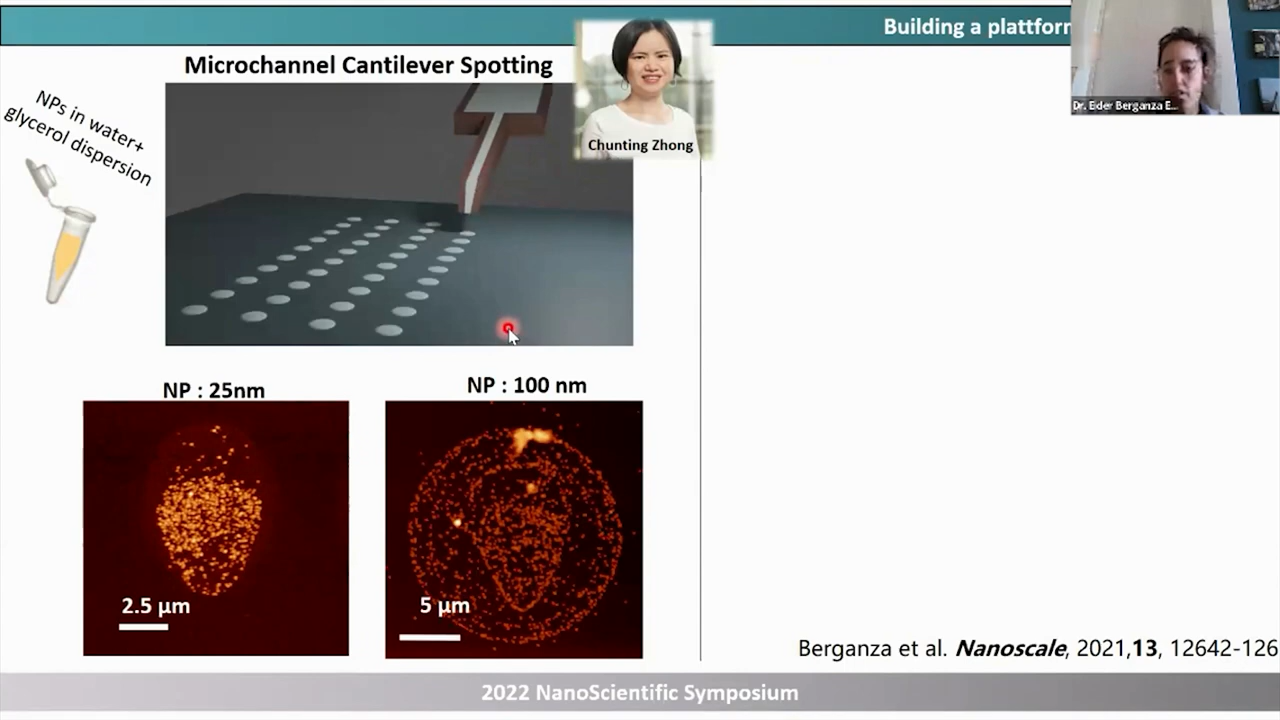 Building a plattfor
Dr. Eider Berganza E...
Microchannel Cantilever Spotting
NPs in water+
glycerol dispersion
Chunting Zhong
NP : 25nm
NP : 100 nm
2.5 µm
5 µm
Berganza et al. Nanoscale, 2021,13, 12642-126
2022 NanoScientific Symposium